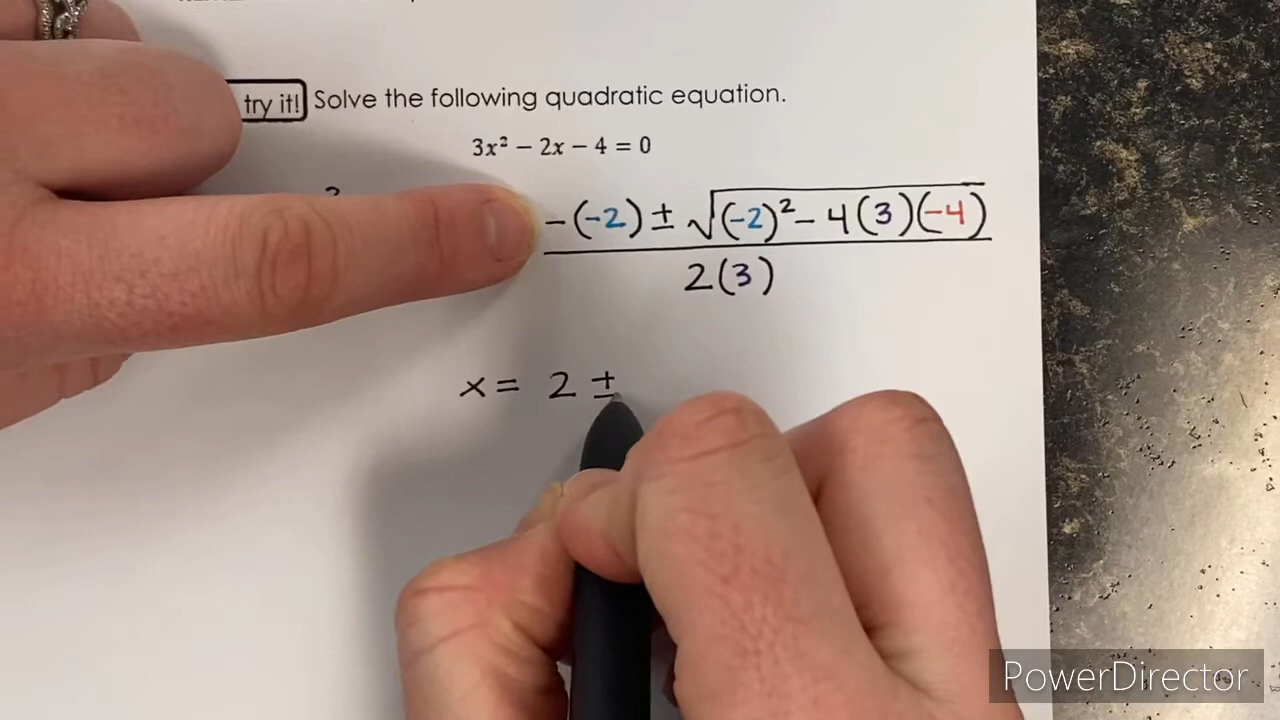 try it! Solve the following quadratic equation.
3x² − 2x − 4 = 0
−(−2) ± √(−2)² − 4(3)(−4)
2(3)
x = 2 ±
PowerDirector